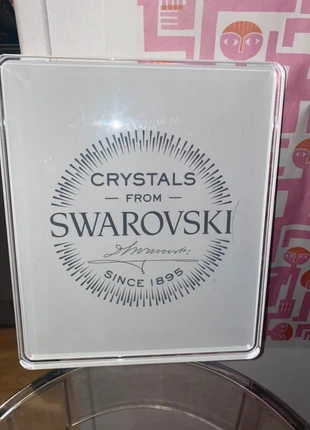 CRYSTALS
— FROM —
SWAROVSKI
SINCE 1895